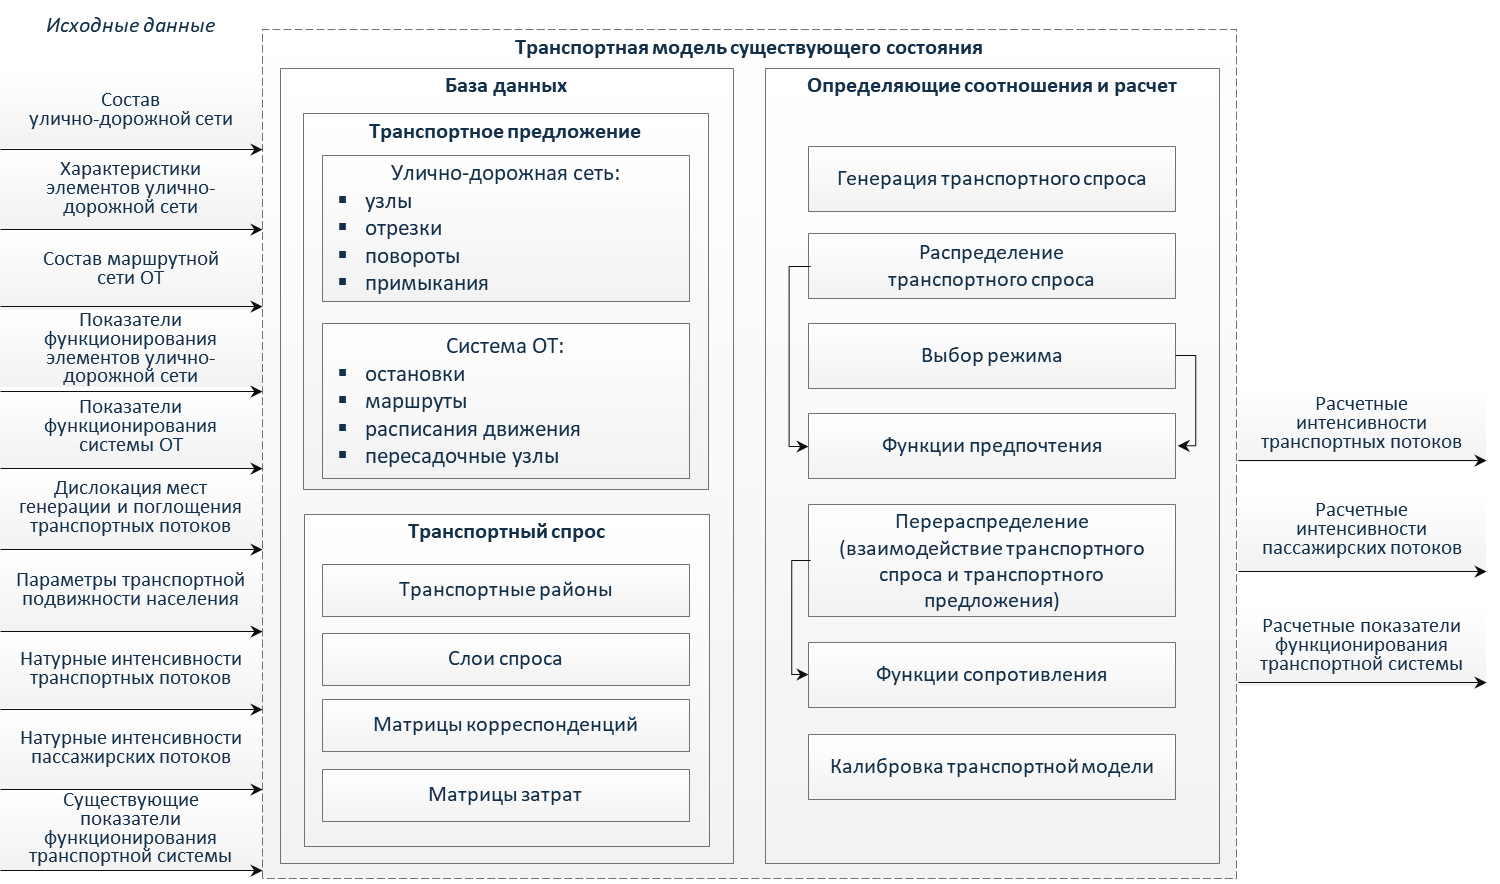 Исходные данные
Состав
улично-дорожной сети
Характеристики
элементов улично-
дорожной сети
Состав маршрутной
сети ОТ
Показатели
функционирования
элементов улично-
дорожной сети
Показатели
функционирования
системы ОТ
Дислокация мест
генерации и поглощения
транспортных потоков
Параметры транспортной
подвижности населения
Натурные интенсивности
транспортных потоков
Натурные интенсивности
пассажирских потоков
Существующие
показатели
функционирования
транспортной системы
Транспортная модель существующего состояния
База данных
Транспортное предложение
Улично-дорожная сеть:
▪ узлы
▪ отрезки
▪ повороты
▪ примыкания
Система ОТ:
▪ остановки
▪ маршруты
▪ расписания движения
▪ пересадочные узлы
Транспортный спрос
Транспортные районы
Слои спроса
Матрицы корреспонденций
Матрицы затрат
Определяющие соотношения и расчет
Генерация транспортного спроса
Распределение
транспортного спроса
Выбор режима
Функции предпочтения
Перераспределение
(взаимодействие транспортного
спроса и транспортного
предложения)
Функции сопротивления
Калибровка транспортной модели
Расчетные
интенсивности
транспортных потоков
Расчетные
интенсивности
пассажирских потоков
Расчетные показатели
функционирования
транспортной системы